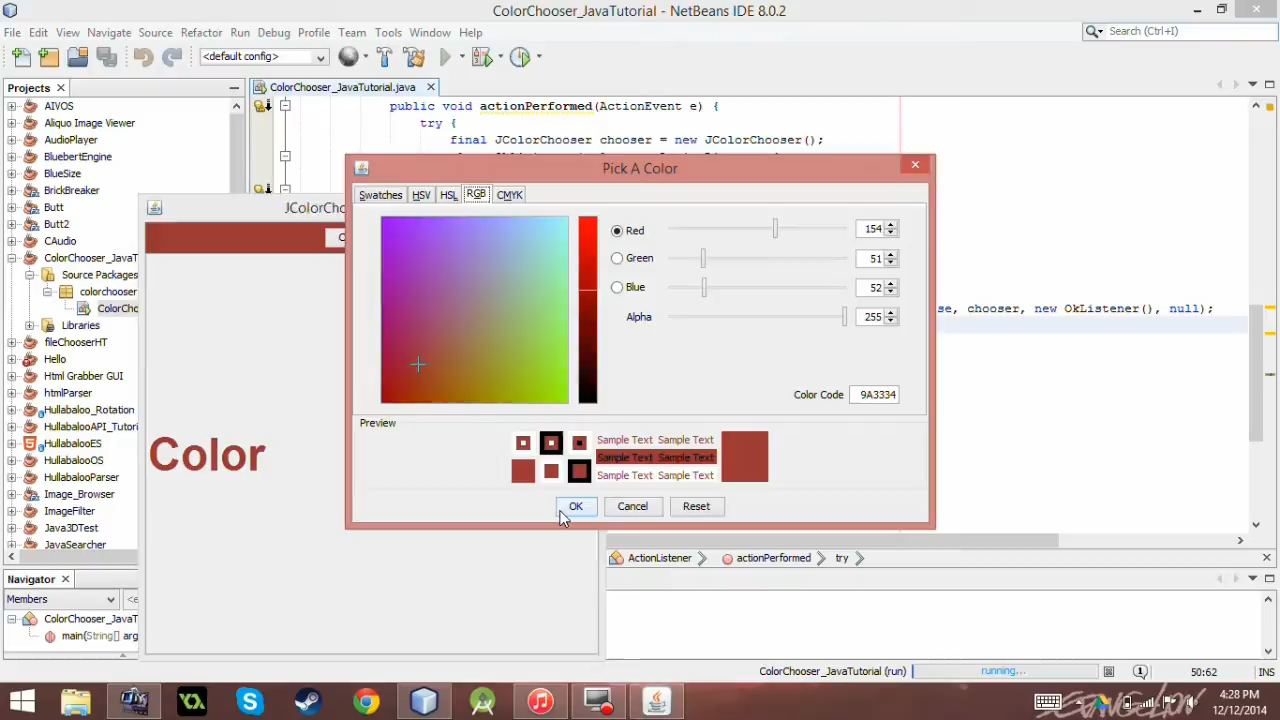 ColorChooser_JavaTutorial - NetBeans IDE 8.0.2
File Edit View Navigate Source Refactor Run Debug Profile Team Tools Window Help
Search (Ctrl+I)
<default config>
Projects
ColorChooser_JavaTutorial.java
AIVOS
Aliquo Image Viewer
AudioPlayer
BluebertEngine
BlueSize
BrickBreaker
Butt
Butt2
CAudio
ColorChooser_JavaT
Source Packages
colorchooser
ColorCho
Libraries
fileChooserHT
Hello
Html Grabber GUI
htmlParser
Hullabaloo_Rotation
HullabalooAPI_Tutori
HullabalooES
HullabalooOS
HullabalooParser
Image_Browser
ImageFilter
Java3DTest
JavaSearcher
Navigator
Members
<e
ColorChooser_JavaT
main(String[] arg
public void actionPerformed(ActionEvent e) {
try {
final JColorChooser chooser = new JColorChooser();
se, chooser, new OkListener(), null);
JColorCho
C
Color
Pick A Color
Swatches HSV HSL RGB CMYK
Red 154
Green 51
Blue 52
Alpha 255
Color Code 9A3334
Preview
Sample Text Sample Text
Sample Text Sample Text
Sample Text Sample Text
OK Cancel Reset
ActionListener actionPerformed try
ColorChooser_JavaTutorial (run) running... 1 50:62 INS
4:28 PM
12/12/2014